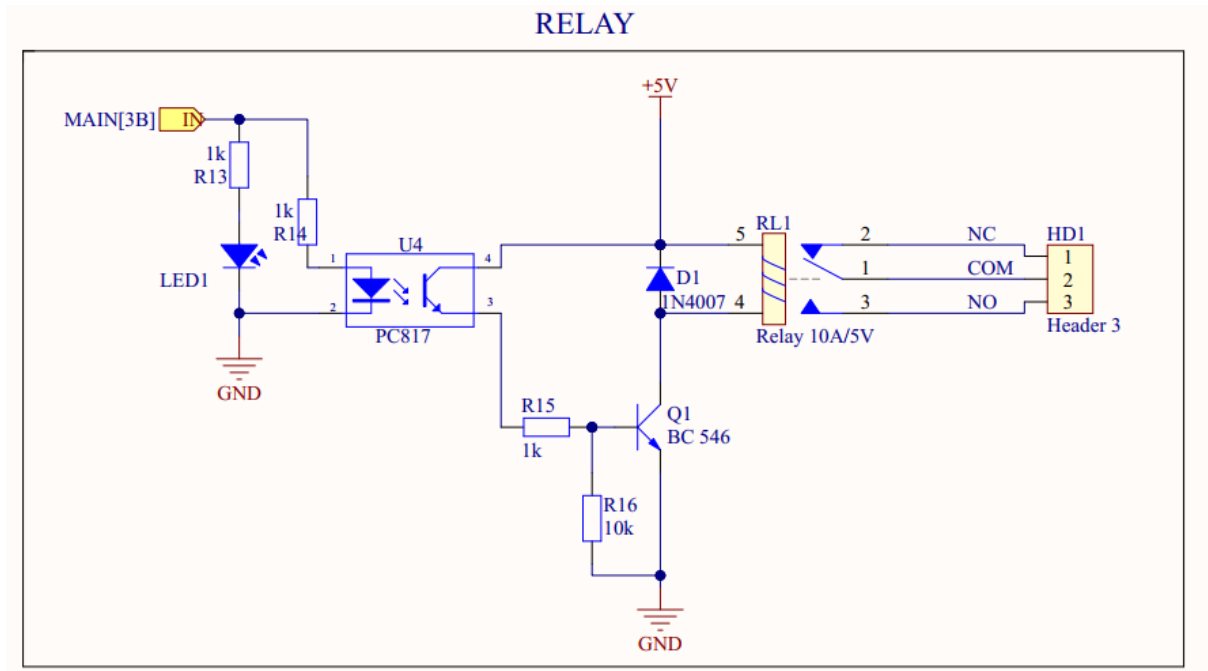 RELAY
+5V
MAIN[3B] IN
1k
R13
1k
R14
LED1
GND
U4
1
2
4
3
PC817
R15
1k
R16
10k
Q1
BC 546
GND
D1
1N4007
RL1
5
4
Relay 10A/5V
2
1
3
NC
COM
NO
HD1
1
2
3
Header 3